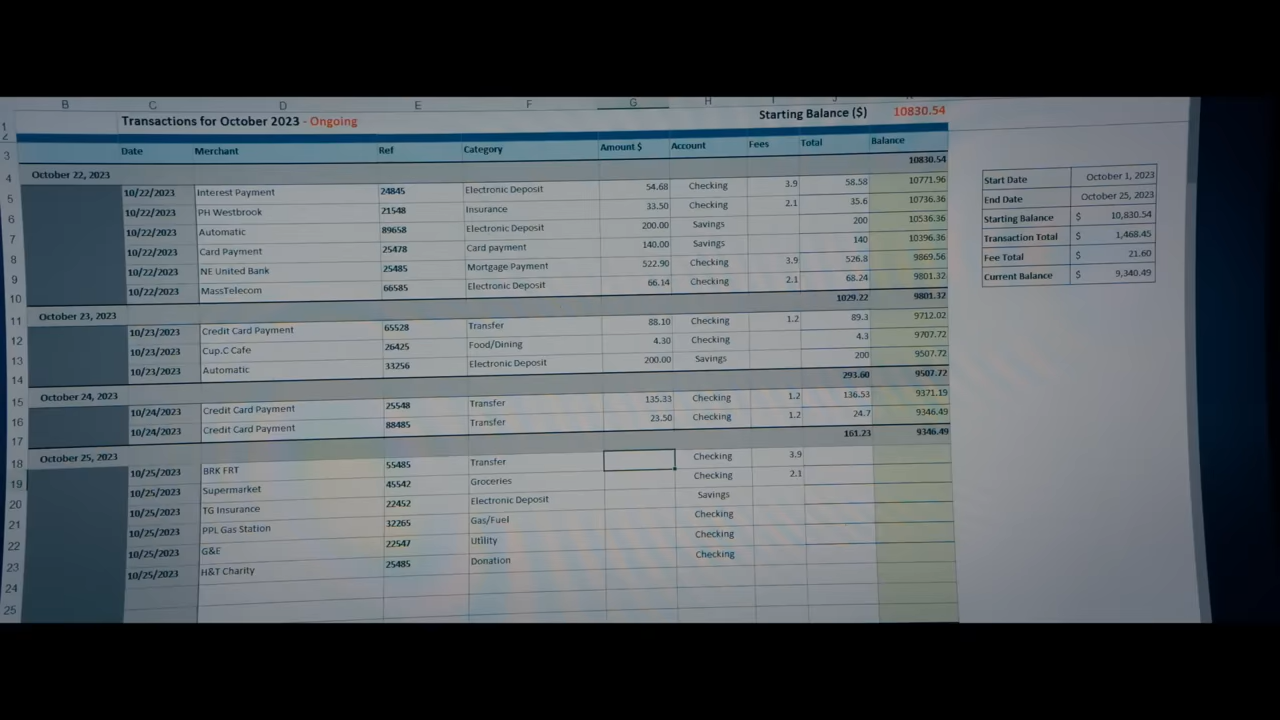 B C D E F G H I J K
1 Transactions for October 2023 - Ongoing Starting Balance ($) 10830.54
2
3 Date Merchant Ref Category Amount $ Account Fees Total Balance
4 October 22, 2023 10830.54
5 10/22/2023 Interest Payment 24845 Electronic Deposit 54.68 Checking 3.9 58.58 10771.96
6 10/22/2023 PH Westbrook 21548 Insurance 33.50 Checking 2.1 35.6 10736.36
7 10/22/2023 Automatic 89658 Electronic Deposit 200.00 Savings 200 10536.36
8 10/22/2023 Card Payment 25478 Card payment 140.00 Savings 140 10396.36
9 10/22/2023 NE United Bank 25485 Mortgage Payment 522.90 Checking 3.9 526.8 9869.56
10 10/22/2023 MassTelecom 66585 Electronic Deposit 66.14 Checking 2.1 68.24 9801.32
11 October 23, 2023 1029.22 9801.32
12 10/23/2023 Credit Card Payment 65528 Transfer 88.10 Checking 1.2 89.3 9712.02
13 10/23/2023 Cup.C Cafe 26425 Food/Dining 4.30 Checking 4.3 9707.72
14 10/23/2023 Automatic 33256 Electronic Deposit 200.00 Savings 200 9507.72
15 October 24, 2023 293.60 9507.72
16 10/24/2023 Credit Card Payment 25548 Transfer 135.33 Checking 1.2 136.53 9371.19
17 10/24/2023 Credit Card Payment 88485 Transfer 23.50 Checking 1.2 24.7 9346.49
18 October 25, 2023 161.23 9346.49
19 10/25/2023 BRK FRT 55485 Transfer Checking 3.9
20 10/25/2023 Supermarket 45542 Groceries Checking 2.1
21 10/25/2023 TG Insurance 22452 Electronic Deposit Savings
22 10/25/2023 PPL Gas Station 32265 Gas/Fuel Checking
23 10/25/2023 G&E 22547 Utility Checking
24 10/25/2023 H&T Charity 25485 Donation Checking
25
Start Date October 1, 2023
End Date October 25, 2023
Starting Balance $ 10,830.54
Transaction Total $ 1,468.45
Fee Total $ 21.60
Current Balance $ 9,340.49